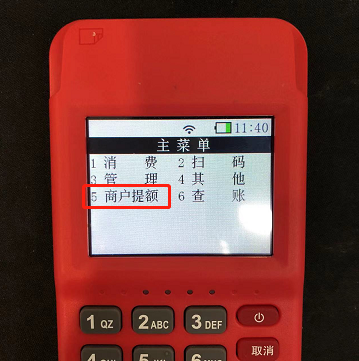 11:40
主菜单
1 消 费 2 扫 码
3 管 理 4 其 他
5 商户提额 6 查 账
1 QZ 2 ABC 3 DEF
取消